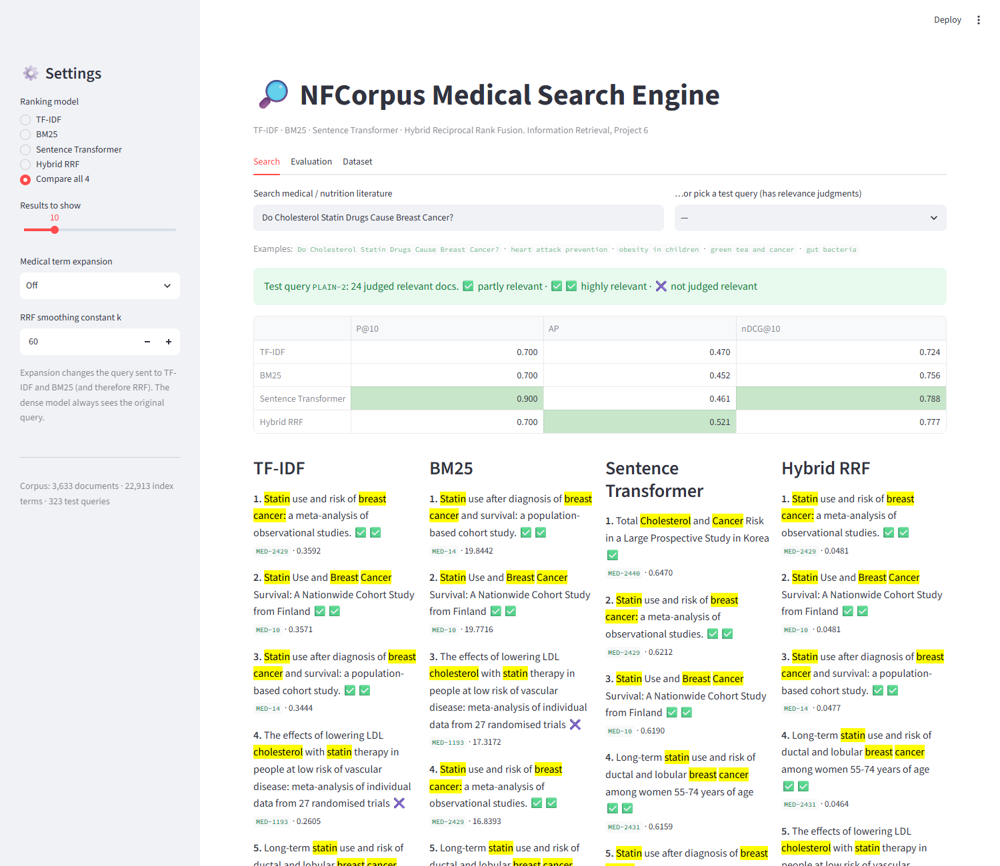 Deploy
Settings
Ranking model
TF-IDF
BM25
Sentence Transformer
Hybrid RRF
Compare all 4
Results to show
10
Medical term expansion
Off
RRF smoothing constant k
60
Expansion changes the query sent to TF-
IDF and BM25 (and therefore RRF). The
dense model always sees the original
query.
Corpus: 3,633 documents · 22,913 index
terms · 323 test queries
NFCorpus Medical Search Engine
TF-IDF · BM25 · Sentence Transformer · Hybrid Reciprocal Rank Fusion. Information Retrieval, Project 6
Search Evaluation Dataset
Search medical / nutrition literature
Do Cholesterol Statin Drugs Cause Breast Cancer?
...or pick a test query (has relevance judgments)
—
Examples: Do Cholesterol Statin Drugs Cause Breast Cancer? · heart attack prevention · obesity in children · green tea and cancer · gut bacteria
Test query PLAIN-2: 24 judged relevant docs. ✅ partly relevant · ✅ ✅ highly relevant · ❌ not judged relevant
P@10 AP nDCG@10
TF-IDF 0.700 0.470 0.724
BM25 0.700 0.452 0.756
Sentence Transformer 0.900 0.461 0.788
Hybrid RRF 0.700 0.521 0.777
TF-IDF
1. Statin use and risk of breast
cancer: a meta-analysis of
observational studies. ✅ ✅
MED-2429 · 0.3592
2. Statin Use and Breast Cancer
Survival: A Nationwide Cohort Study
from Finland ✅ ✅
MED-10 · 0.3571
3. Statin use after diagnosis of breast
cancer and survival: a population-
based cohort study. ✅ ✅
MED-14 · 0.3444
4. The effects of lowering LDL
cholesterol with statin therapy in
people at low risk of vascular
disease: meta-analysis of individual
data from 27 randomised trials ❌
MED-1193 · 0.2605
5. Long-term statin use and risk of
ductal and lobular breast cancer
BM25
1. Statin use after diagnosis of breast
cancer and survival: a population-
based cohort study. ✅ ✅
MED-14 · 19.8442
2. Statin Use and Breast Cancer
Survival: A Nationwide Cohort Study
from Finland ✅ ✅
MED-10 · 19.7716
3. The effects of lowering LDL
cholesterol with statin therapy in
people at low risk of vascular
disease: meta-analysis of individual
data from 27 randomised trials ❌
MED-1193 · 17.3172
4. Statin use and risk of breast
cancer: a meta-analysis of
observational studies. ✅ ✅
MED-2429 · 16.8393
5. Long-term statin use and risk of
ductal and lobular breast cancer
Sentence
Transformer
1. Total Cholesterol and Cancer Risk
in a Large Prospective Study in Korea
✅
MED-2440 · 0.6470
2. Statin use and risk of breast
cancer: a meta-analysis of
observational studies. ✅ ✅
MED-2429 · 0.6212
3. Statin Use and Breast Cancer
Survival: A Nationwide Cohort Study
from Finland ✅ ✅
MED-10 · 0.6190
4. Long-term statin use and risk of
ductal and lobular breast cancer
among women 55-74 years of age
✅ ✅
MED-2431 · 0.6159
5. Statin use after diagnosis of breast
Hybrid RRF
1. Statin use and risk of breast
cancer: a meta-analysis of
observational studies. ✅ ✅
MED-2429 · 0.0481
2. Statin Use and Breast Cancer
Survival: A Nationwide Cohort Study
from Finland ✅ ✅
MED-10 · 0.0481
3. Statin use after diagnosis of breast
cancer and survival: a population-
based cohort study. ✅ ✅
MED-14 · 0.0477
4. Long-term statin use and risk of
ductal and lobular breast cancer
among women 55-74 years of age
✅ ✅
MED-2431 · 0.0464
5. The effects of lowering LDL
cholesterol with statin therapy in
people at low risk of vascular